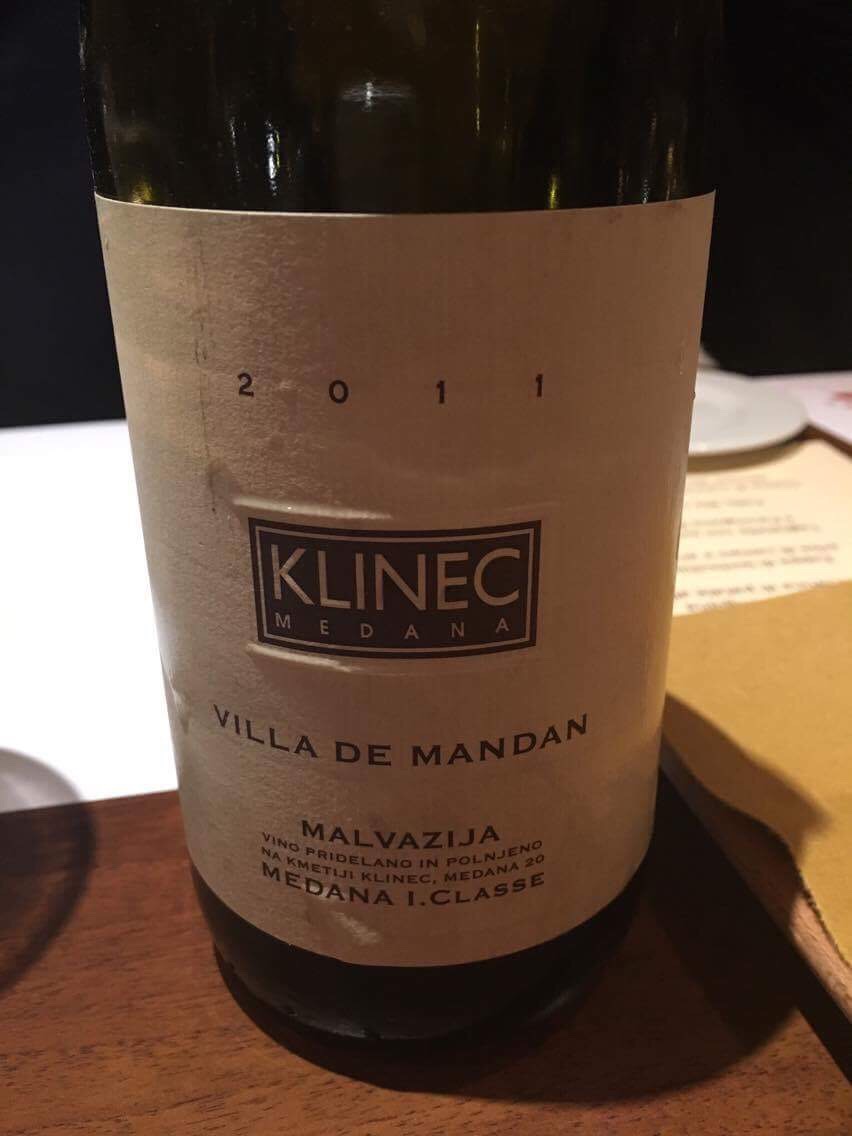 2011
KLINEC
MEDANA
VILLA DE MANDAN
MALVAZIJA
VINO PRIDELANO IN POLNJENO
NA KMETIJI KLINEC, MEDANA 20
MEDANA I.CLASSE